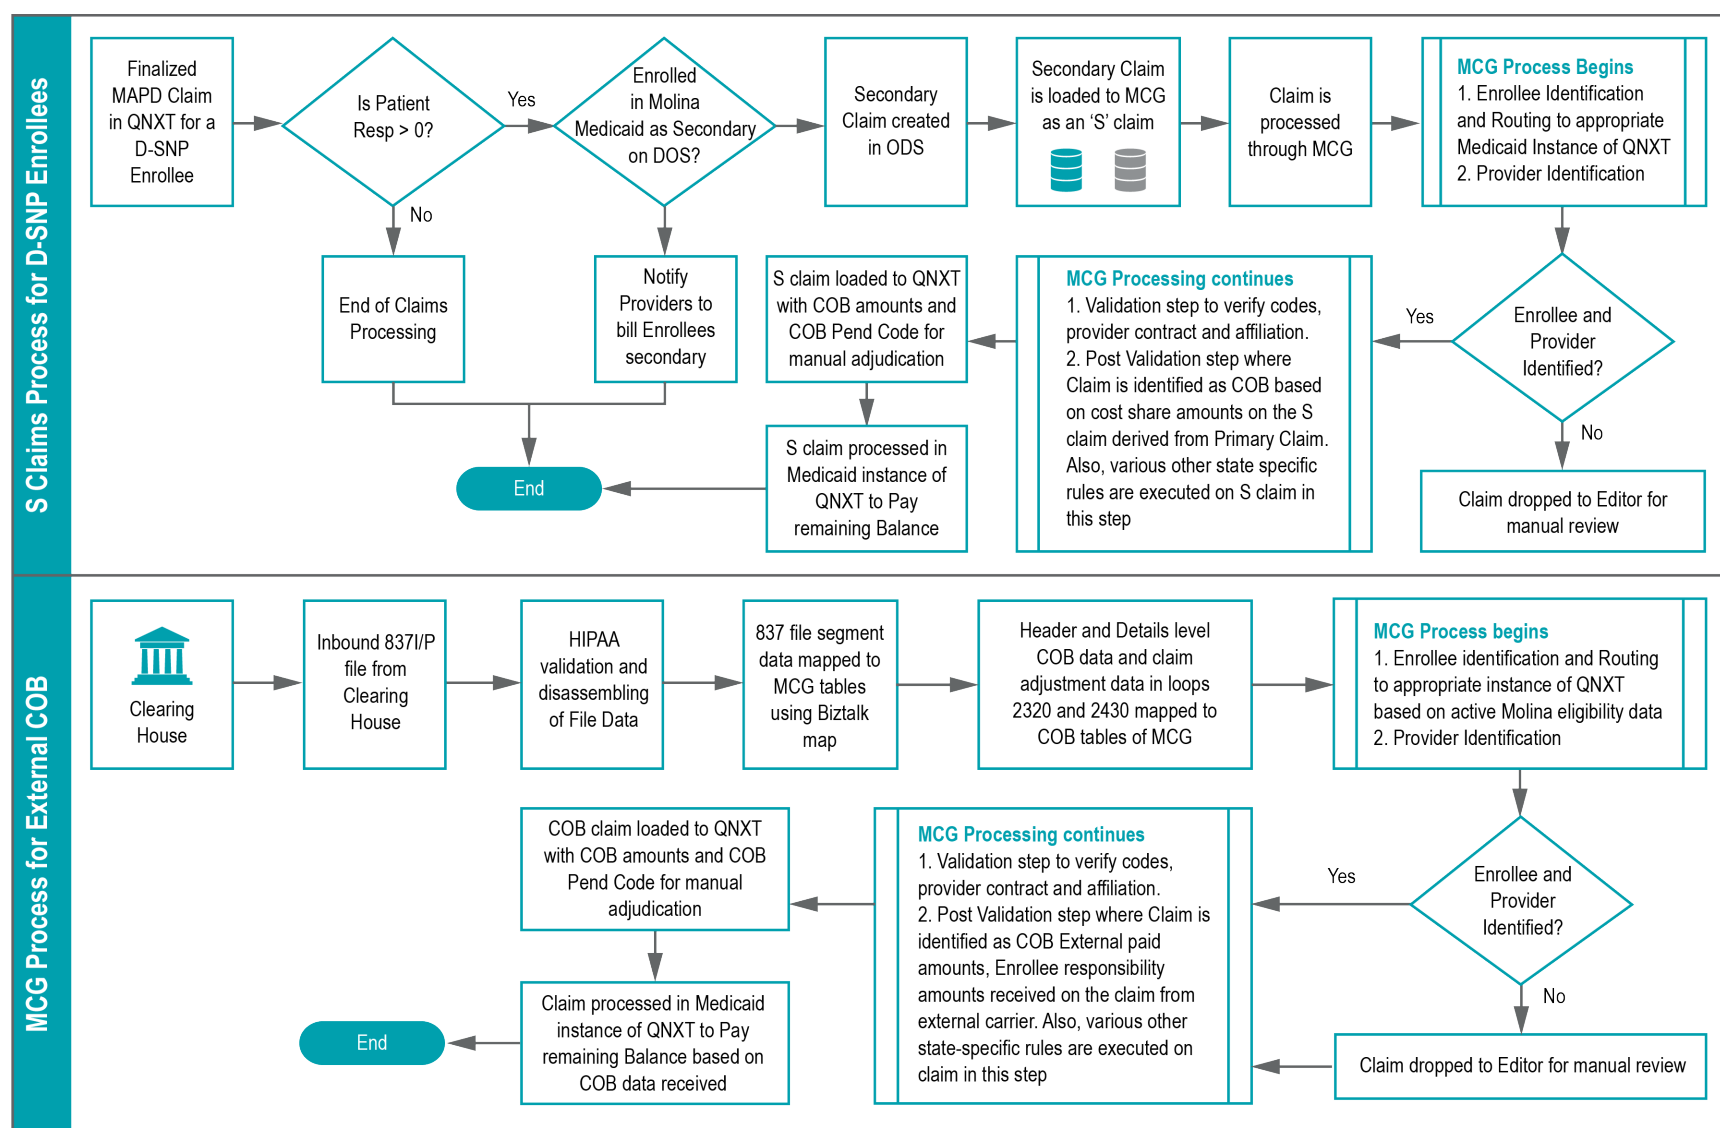 S Claims Process for D-SNP Enrollees
Finalized
MAPD Claim
in QNXT for a
D-SNP
Enrollee
Is Patient
Resp > 0?
Yes
No
Enrolled
in Molina
Medicaid as Secondary
on DOS?
Secondary
Claim created
in ODS
Secondary Claim
is loaded to MCG
as an ‘S’ claim
Claim is
processed
through MCG
MCG Process Begins
1. Enrollee Identification
and Routing to appropriate
Medicaid Instance of QNXT
2. Provider Identification
End of Claims
Processing
Notify
Providers to
bill Enrollees
secondary
S claim loaded to QNXT
with COB amounts and
COB Pend Code for
manual adjudication
MCG Processing continues
1. Validation step to verify codes,
provider contract and affiliation.
2. Post Validation step where
Claim is identified as COB based
on cost share amounts on the S
claim derived from Primary Claim.
Also, various other state specific
rules are executed on S claim in
this step
Yes
Enrollee and
Provider
Identified?
No
End
S claim processed in
Medicaid instance of
QNXT to Pay
remaining Balance
Claim dropped to Editor for
manual review
MCG Process for External COB
Clearing
House
Inbound 837I/P
file from
Clearing
House
HIPAA
validation and
disassembling
of File Data
837 file segment
data mapped to
MCG tables
using Biztalk
map
Header and Details level
COB data and claim
adjustment data in loops
2320 and 2430 mapped to
COB tables of MCG
MCG Process begins
1. Enrollee identification and Routing
to appropriate instance of QNXT
based on active Molina eligibility data
2. Provider Identification
COB claim loaded to QNXT
with COB amounts and COB
Pend Code for manual
adjudication
MCG Processing continues
1. Validation step to verify codes,
provider contract and affiliation.
2. Post Validation step where Claim is
identified as COB External paid
amounts, Enrollee responsibility
amounts received on the claim from
external carrier. Also, various other
state-specific rules are executed on
claim in this step
Yes
Enrollee and
Provider
Identified?
No
End
Claim processed in Medicaid
instance of QNXT to Pay
remaining Balance based on
COB data received
Claim dropped to Editor for manual review